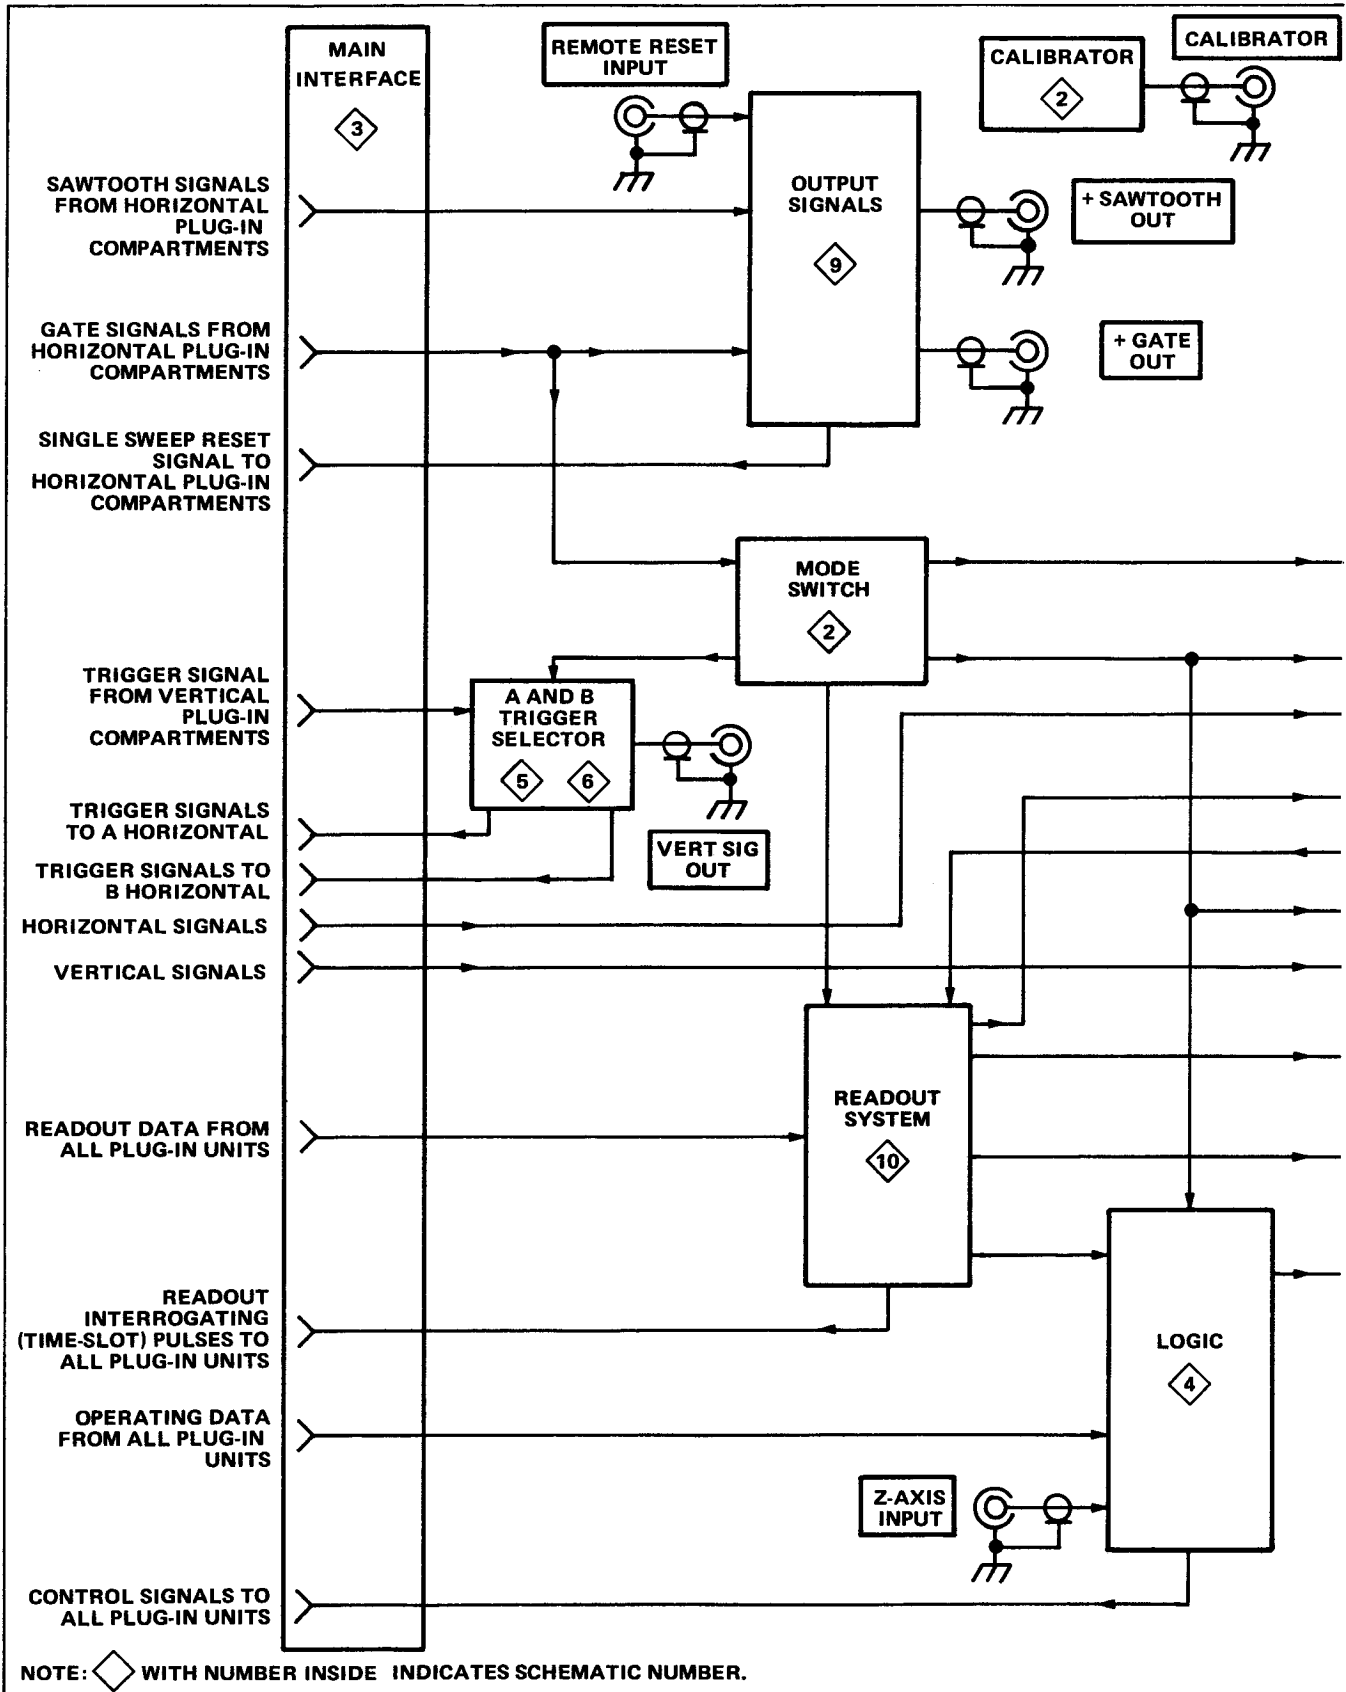 MAIN
INTERFACE
3
REMOTE RESET
INPUT
CALIBRATOR
2
CALIBRATOR
SAWTOOTH SIGNALS
FROM HORIZONTAL
PLUG-IN
COMPARTMENTS
OUTPUT
SIGNALS
9
+ SAWTOOTH
OUT
GATE SIGNALS FROM
HORIZONTAL PLUG-IN
COMPARTMENTS
+ GATE
OUT
SINGLE SWEEP RESET
SIGNAL TO
HORIZONTAL PLUG-IN
COMPARTMENTS
MODE
SWITCH
2
TRIGGER SIGNAL
FROM VERTICAL
PLUG-IN
COMPARTMENTS
A AND B
TRIGGER
SELECTOR
5 6
TRIGGER SIGNALS
TO A HORIZONTAL
VERT SIG
OUT
TRIGGER SIGNALS TO
B HORIZONTAL
HORIZONTAL SIGNALS
VERTICAL SIGNALS
READOUT
SYSTEM
10
READOUT DATA FROM
ALL PLUG-IN UNITS
READOUT
INTERROGATING
(TIME-SLOT) PULSES TO
ALL PLUG-IN UNITS
LOGIC
4
OPERATING DATA
FROM ALL PLUG-IN
UNITS
Z-AXIS
INPUT
CONTROL SIGNALS TO
ALL PLUG-IN UNITS
NOTE: WITH NUMBER INSIDE INDICATES SCHEMATIC NUMBER.